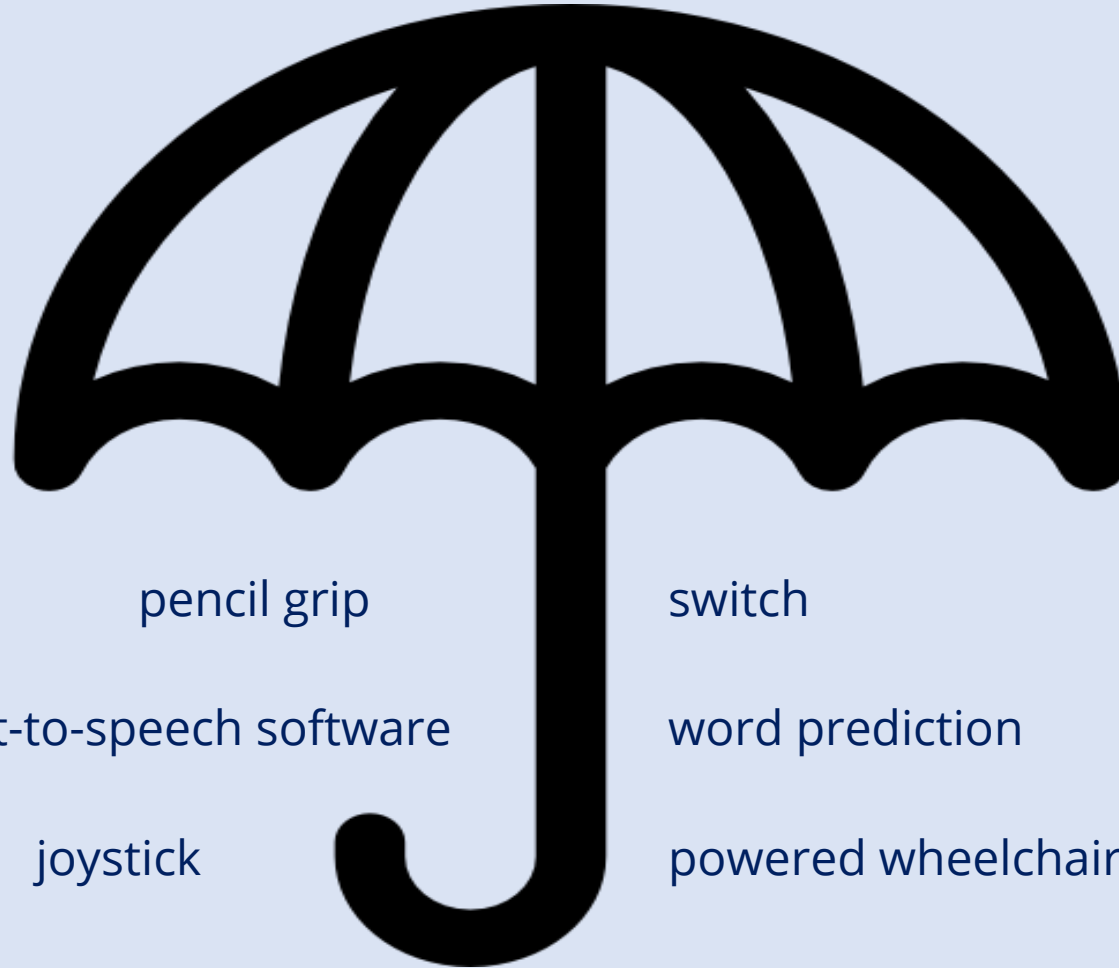 pencil grip
switch
t-to-speech software
word prediction
joystick
powered wheelchair